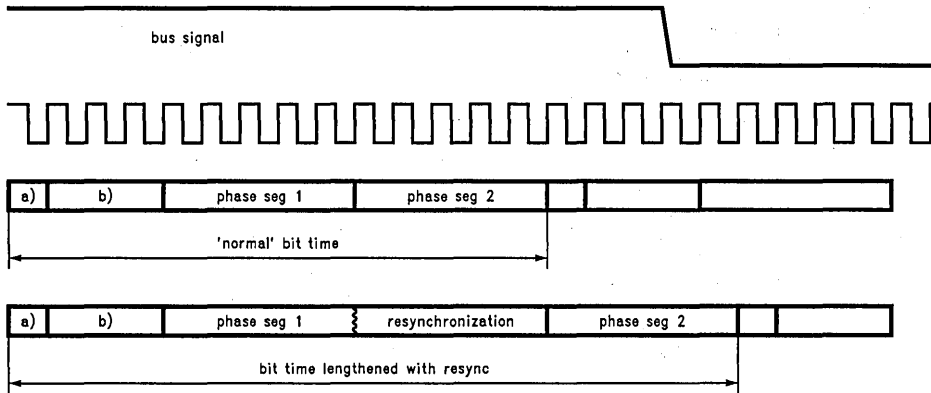 bus signal
a) b) phase seg 1 phase seg 2
'normal' bit time
a) b) phase seg 1 resynchronization phase seg 2
bit time lengthened with resync